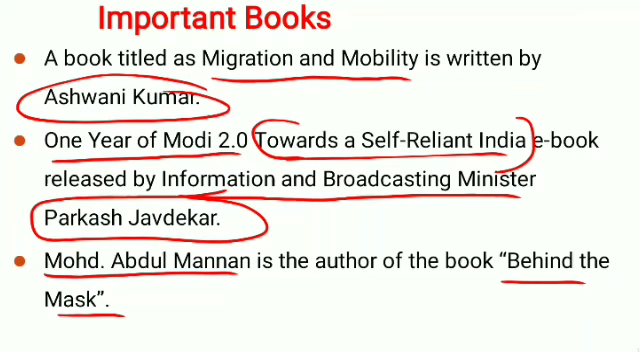 Important Books
A book titled as Migration and Mobility is written by
Ashwani Kumar.
One Year of Modi 2.0 Towards a Self-Reliant India e-book
released by Information and Broadcasting Minister
Parkash Javdekar.
Mohd. Abdul Mannan is the author of the book “Behind the
Mask”.